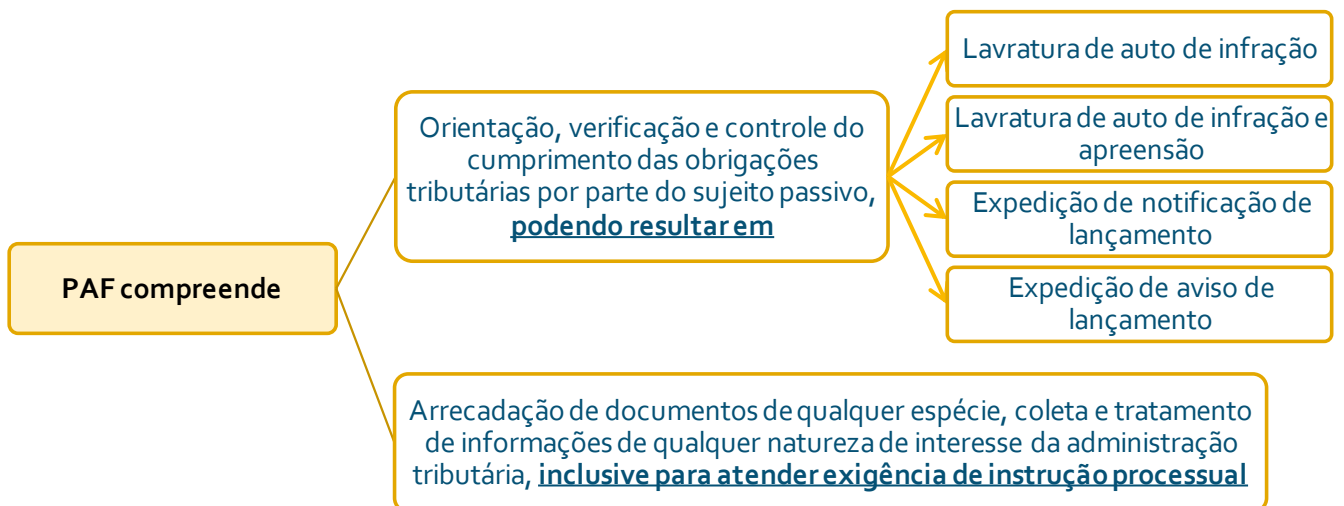 PAF compreende
Orientação, verificação e controle do
cumprimento das obrigações
tributárias por parte do sujeito passivo,
podendo resultar em
Lavratura de auto de infração
Lavratura de auto de infração e
apreensão
Expedição de notificação de
lançamento
Expedição de aviso de
lançamento
Arrecadação de documentos de qualquer espécie, coleta e tratamento
de informações de qualquer natureza de interesse da administração
tributária, inclusive para atender exigência de instrução processual